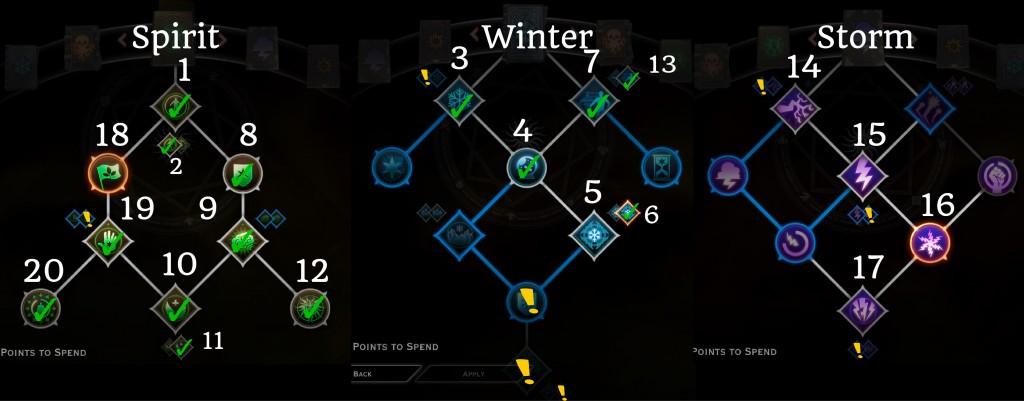 Spirit
1
18
8
2
19
9
20
10
12
11
POINTS TO SPEND
Winter
3
7
13
4
5
6
POINTS TO SPEND
BACK
APPLY
Storm
14
15
16
17
POINTS TO SPEND